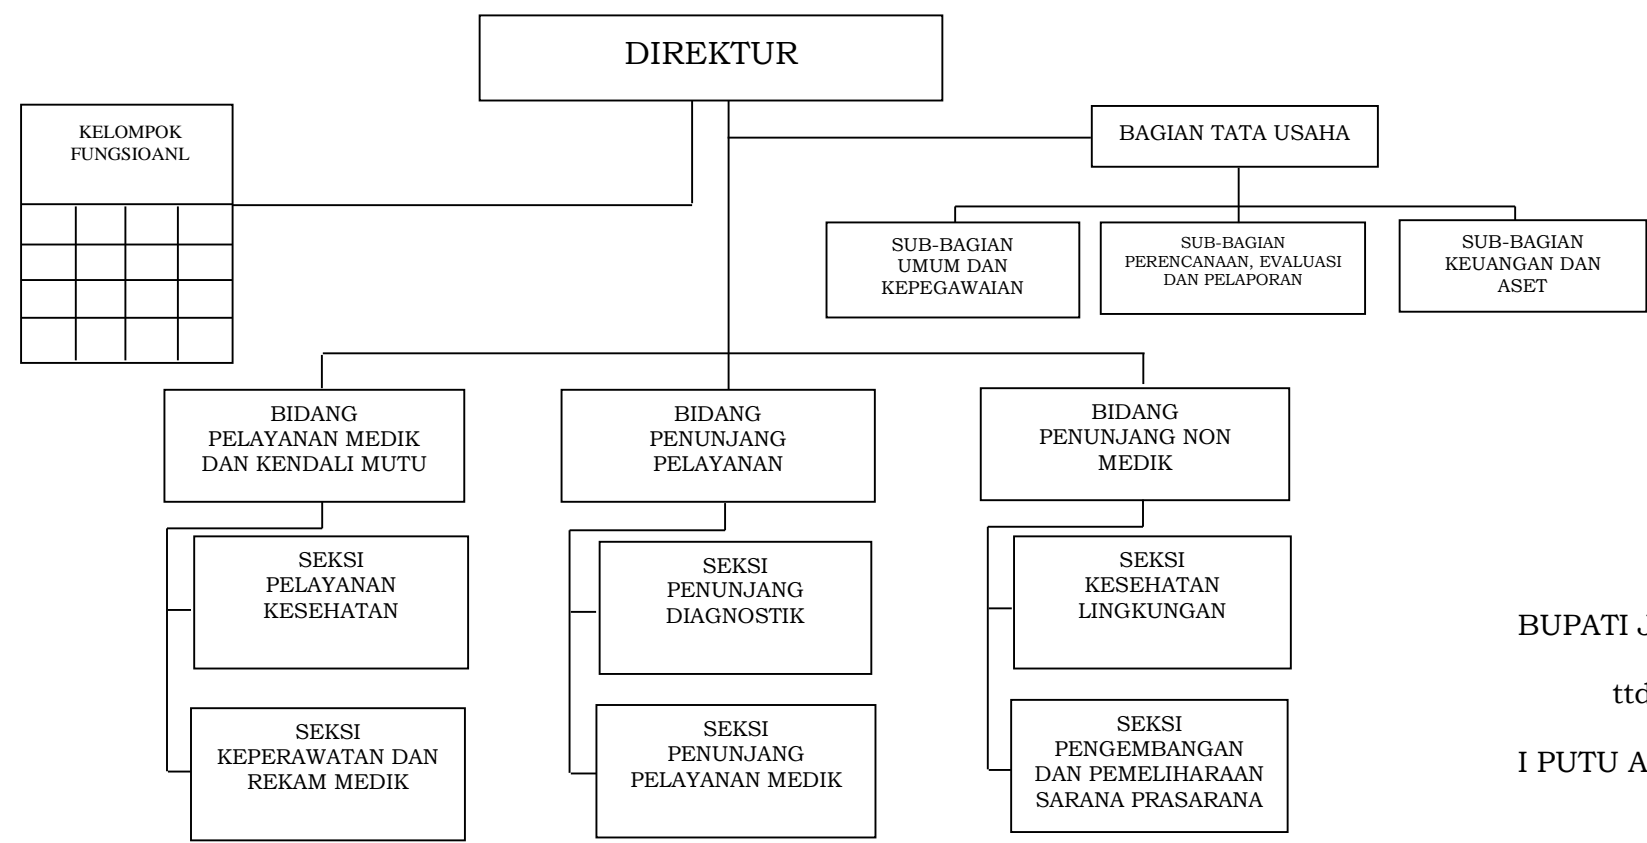 DIREKTUR
KELOMPOK
FUNGSIOANL
BAGIAN TATA USAHA
SUB-BAGIAN
UMUM DAN
KEPEGAWAIAN
SUB-BAGIAN
PERENCANAAN, EVALUASI
DAN PELAPORAN
SUB-BAGIAN
KEUANGAN DAN
ASET
BIDANG
PELAYANAN MEDIK
DAN KENDALI MUTU
BIDANG
PENUNJANG
PELAYANAN
BIDANG
PENUNJANG NON
MEDIK
SEKSI
PELAYANAN
KESEHATAN
SEKSI
PENUNJANG
DIAGNOSTIK
SEKSI
KESEHATAN
LINGKUNGAN
SEKSI
KEPERAWATAN DAN
REKAM MEDIK
SEKSI
PENUNJANG
PELAYANAN MEDIK
SEKSI
PENGEMBANGAN
DAN PEMELIHARAAN
SARANA PRASARANA
BUPATI
ttd
I PUTU